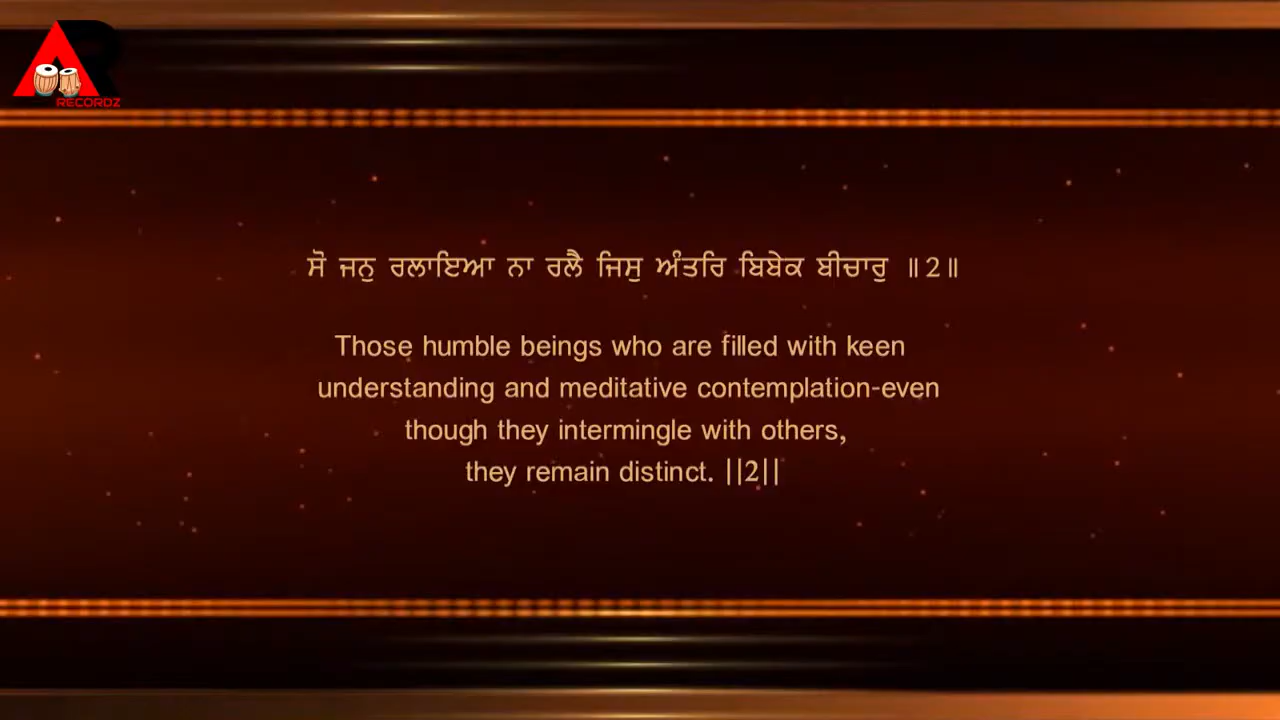 AR
RECORDZ
ਸੋ ਜਨੁ ਰਲਾਇਆ ਨਾ ਰਲੈ ਜਿਸੁ ਅੰਤਰਿ ਬਿਬੇਕ ਬੀਚਾਰੁ ॥2॥
Those humble beings who are filled with keen
understanding and meditative contemplation-even
though they intermingle with others,
they remain distinct. ||2||